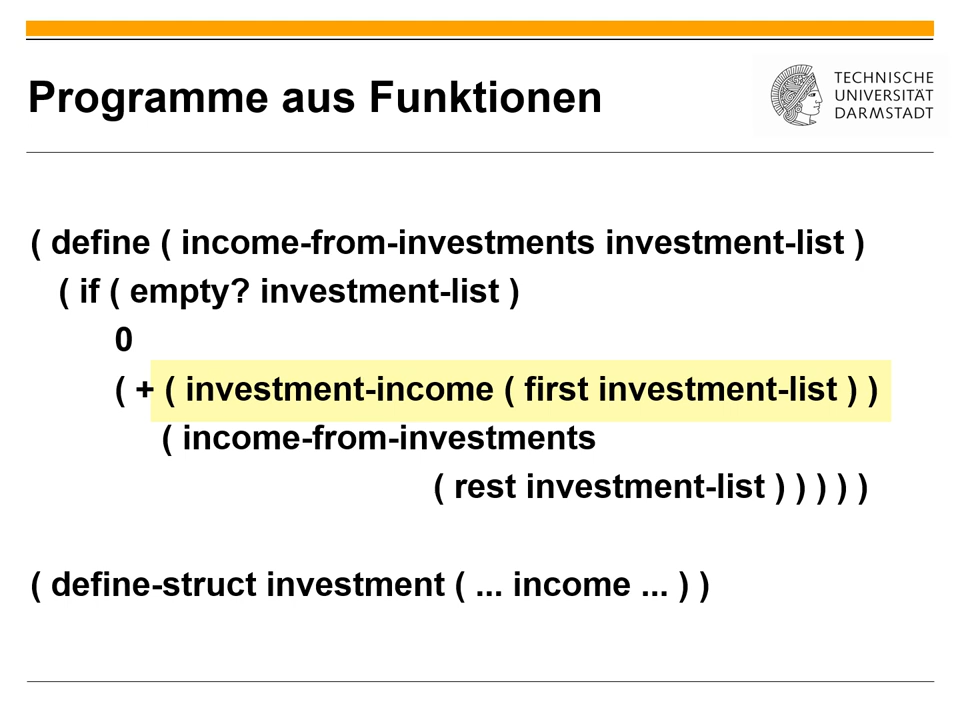 Programme aus Funktionen
TECHNISCHE
UNIVERSITÄT
DARMSTADT
( define ( income-from-investments investment-list )
( if ( empty? investment-list )
0
( + ( investment-income ( first investment-list ) )
( income-from-investments
( rest investment-list ) ) ) ) )
( define-struct investment ( ... income ... ) )